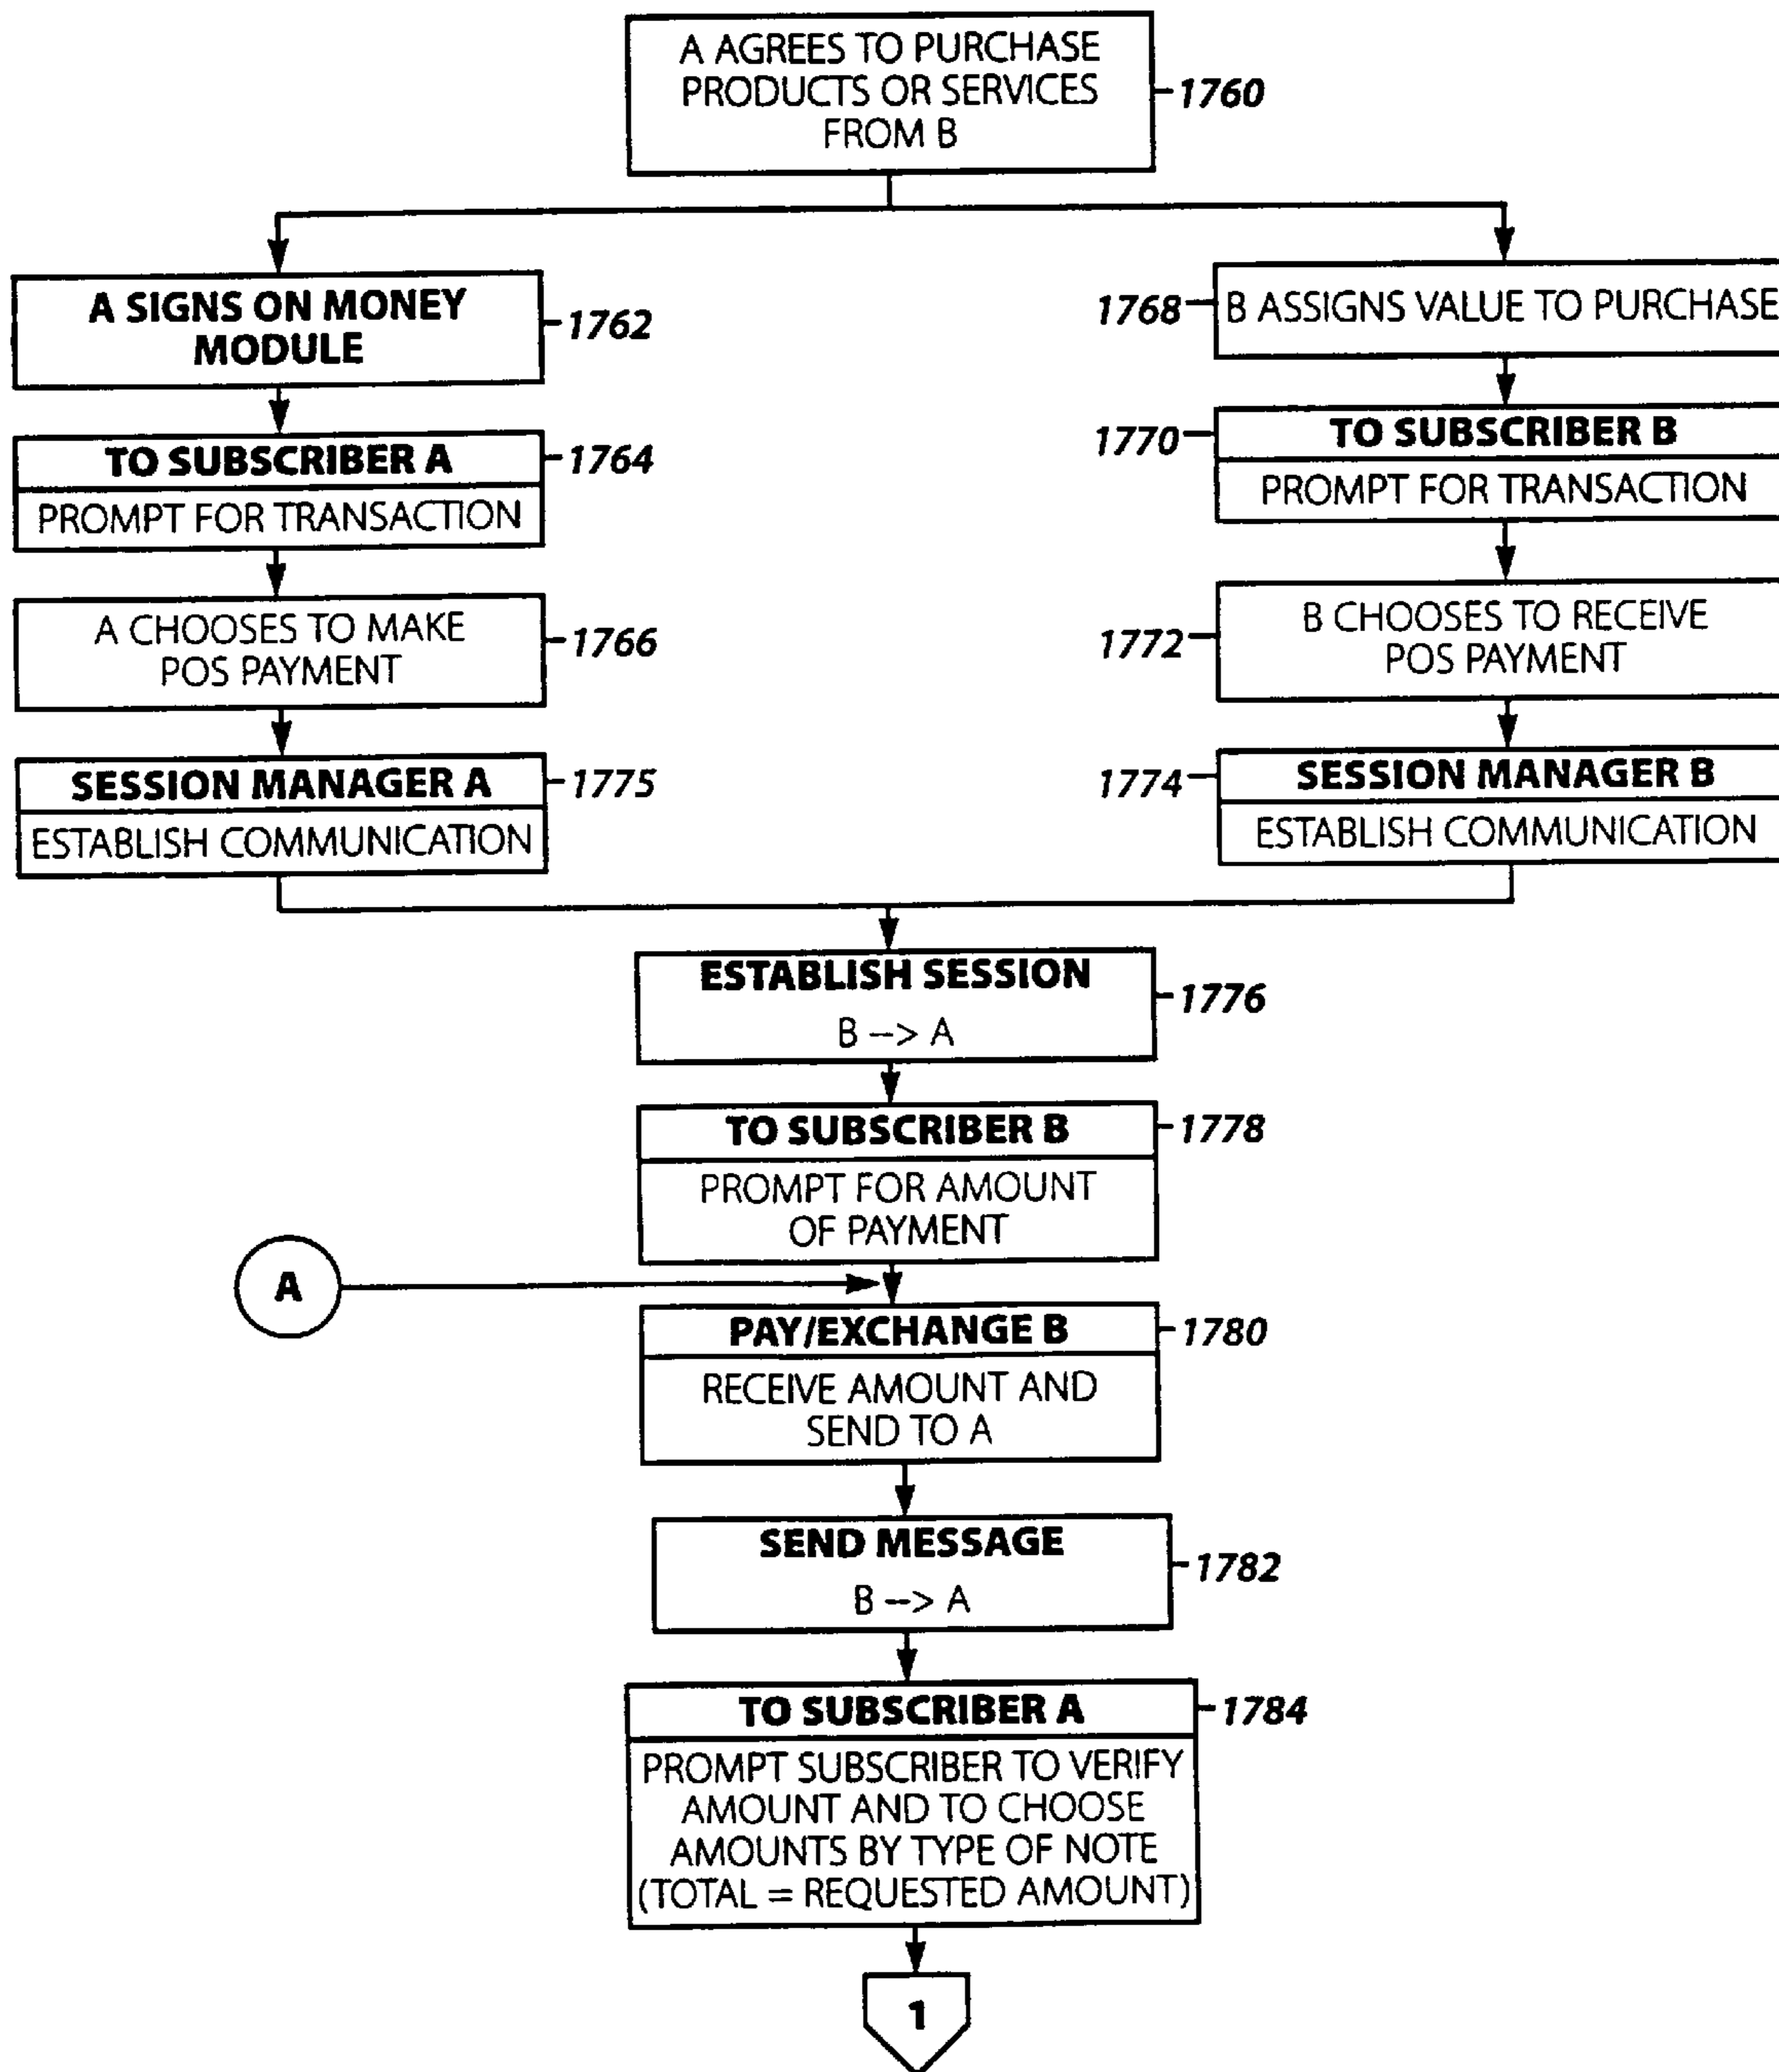 A AGREES TO PURCHASE
PRODUCTS OR SERVICES
FROM B
1760
A SIGNS ON MONEY
MODULE
1762
1768
B ASSIGNS VALUE TO PURCHASE
TO SUBSCRIBER A
1764
PROMPT FOR TRANSACTION
1770
TO SUBSCRIBER B
PROMPT FOR TRANSACTION
A CHOOSES TO MAKE
POS PAYMENT
1766
1772
B CHOOSES TO RECEIVE
POS PAYMENT
SESSION MANAGER A
1775
ESTABLISH COMMUNICATION
1774
SESSION MANAGER B
ESTABLISH COMMUNICATION
ESTABLISH SESSION
B --> A
1776
TO SUBSCRIBER B
1778
PROMPT FOR AMOUNT
OF PAYMENT
A
PAY/EXCHANGE B
1780
RECEIVE AMOUNT AND
SEND TO A
SEND MESSAGE
B --> A
1782
TO SUBSCRIBER A
1784
PROMPT SUBSCRIBER TO VERIFY
AMOUNT AND TO CHOOSE
AMOUNTS BY TYPE OF NOTE
(TOTAL = REQUESTED AMOUNT)
1